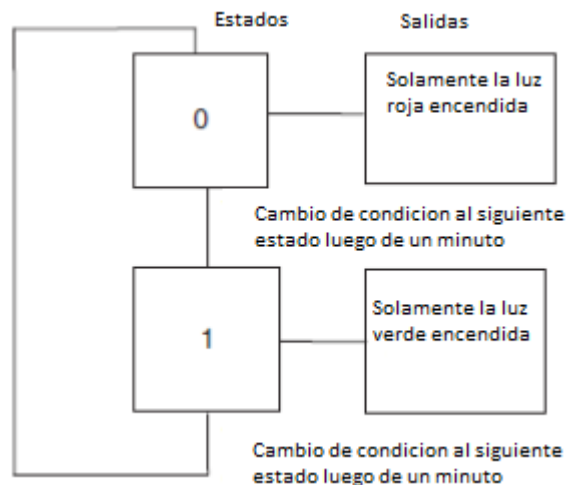 Estados Salidas
0
Solamente la luz
roja encendida
Cambio de condicion al siguiente
estado luego de un minuto
1
Solamente la luz
verde encendida
Cambio de condicion al siguiente
estado luego de un minuto